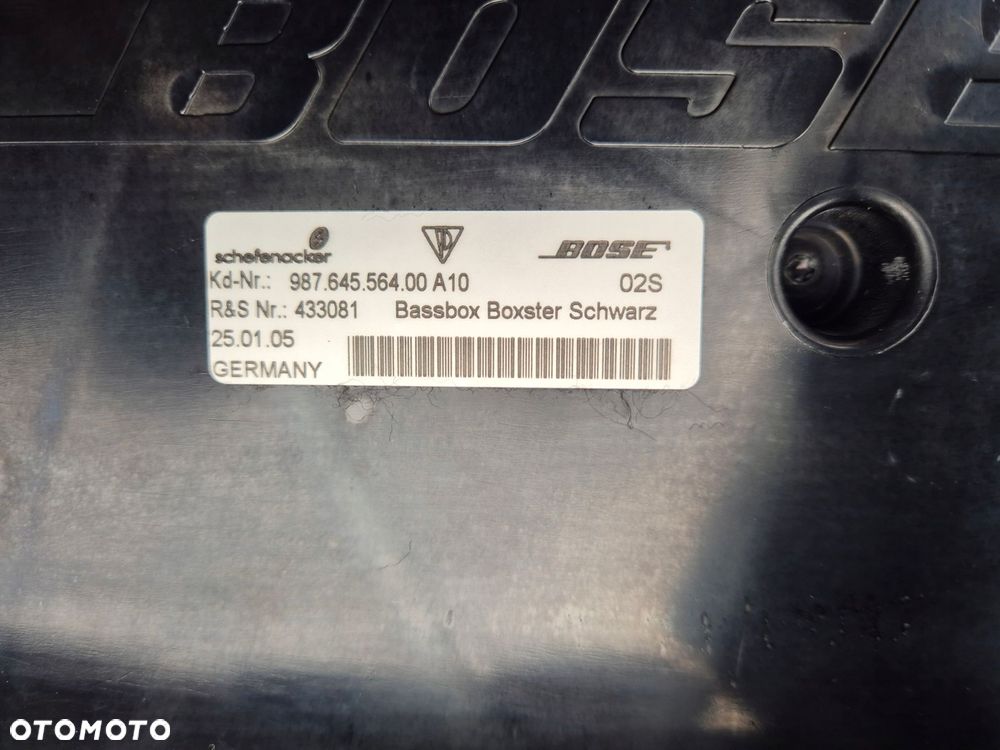 BOSE
schefenacker
BOSE
Kd-Nr.: 987.645.564.00 A10 02S
R&S Nr.: 433081 Bassbox Boxster Schwarz
25.01.05
GERMANY
OTOMOTO